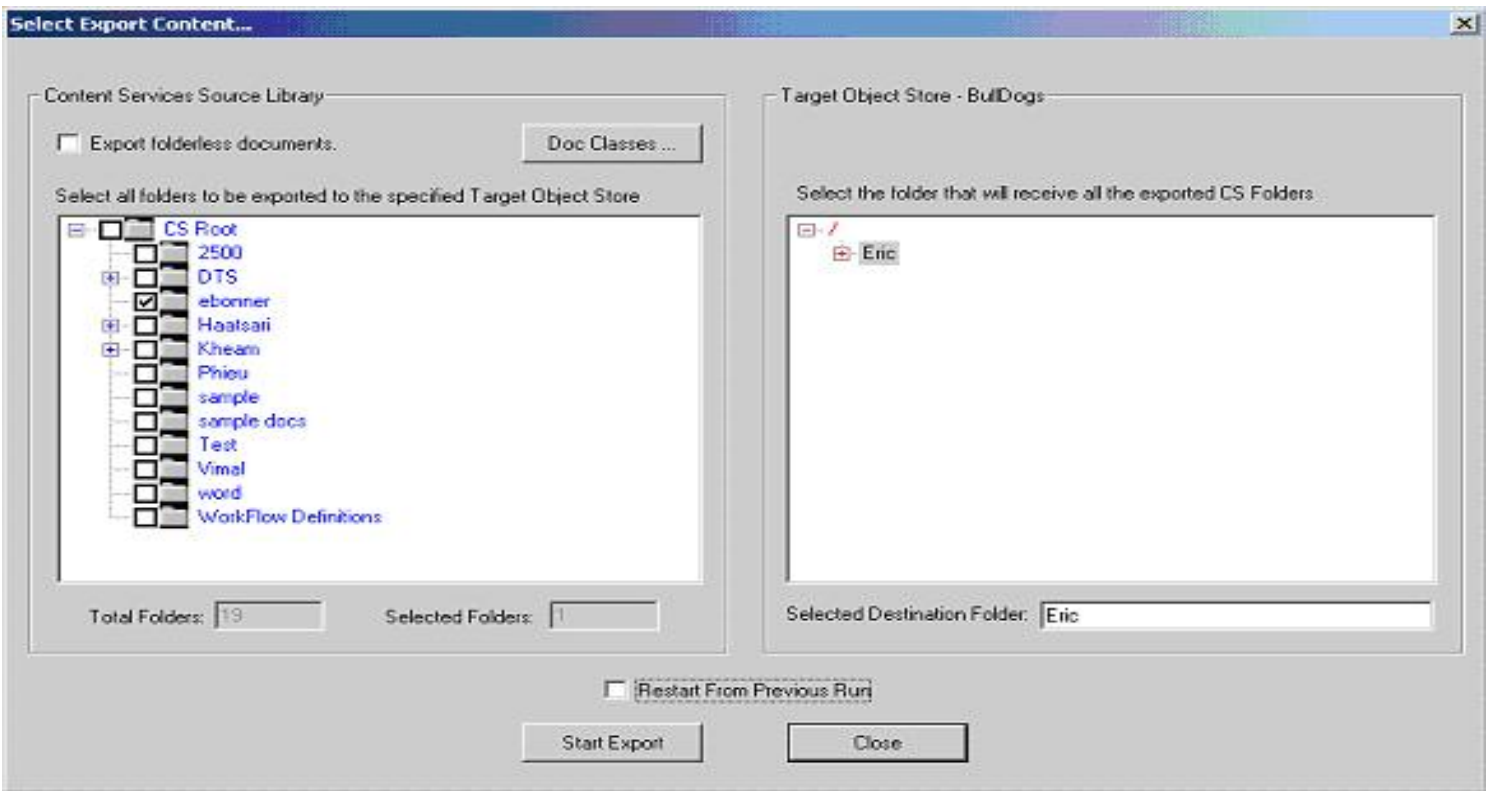 Select Export Content...
Content Services Source Library
Export folderless documents.
Doc Classes ...
Select all folders to be exported to the specified Target Object Store
CS Root
2500
DTS
ebonner
Haatsari
Kheam
Phieu
sample
sample docs
Test
Vimal
word
WorkFlow Definitions
Total Folders: 19
Selected Folders: 1
Target Object Store - BullDogs
Select the folder that will receive all the exported CS Folders
/
Eric
Selected Destination Folder: Eric
Restart From Previous Run
Start Export
Close